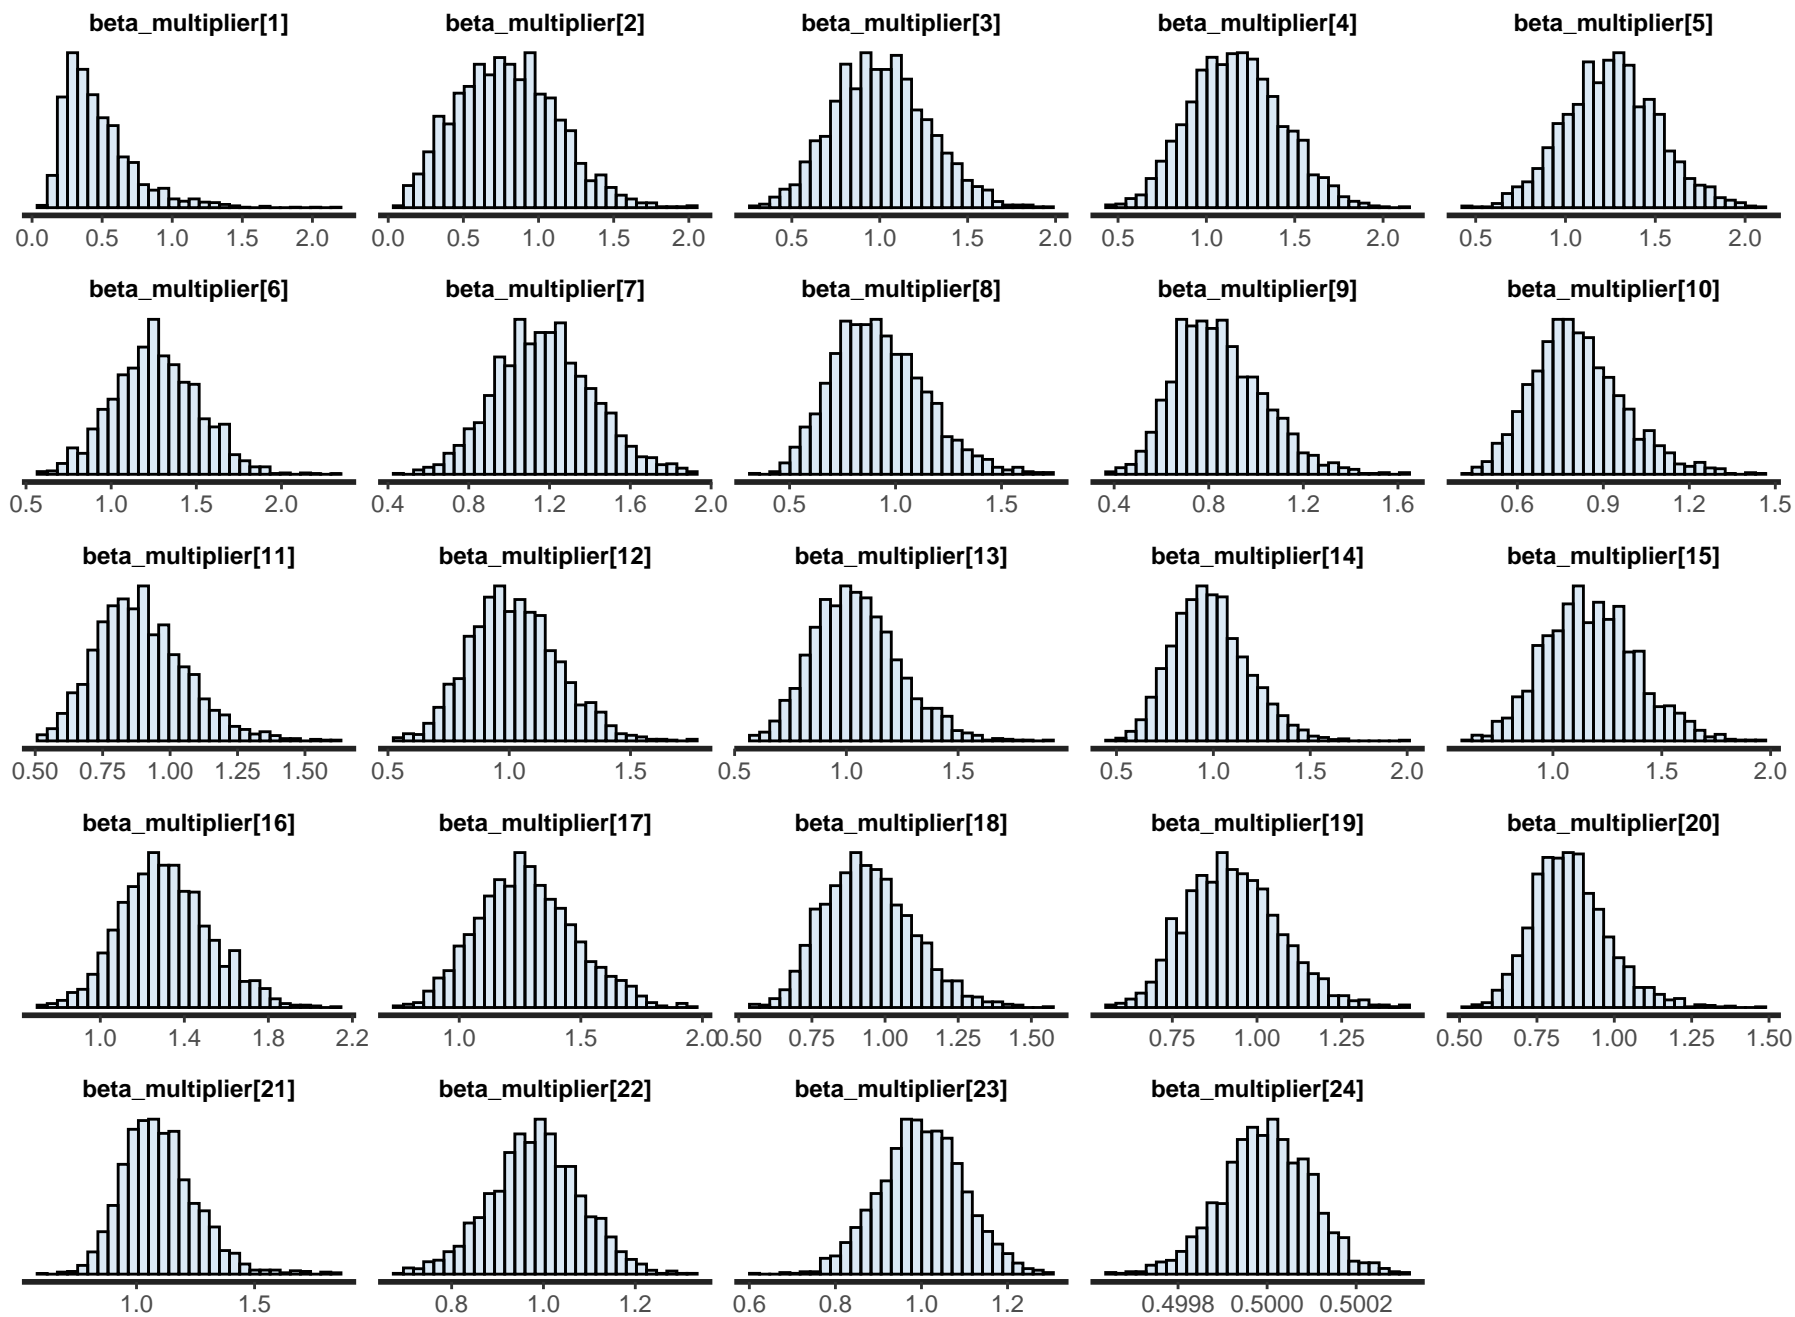 beta_multiplier[1] beta_multiplier[2] beta_multiplier[3] beta_multiplier[4] beta_multiplier[5]
0.0 0.5 1.0 1.5 2.0 0.0 0.5 1.0 1.5 2.0 0.5 1.0 1.5 2.0 0.5 1.0 1.5 2.0 0.5 1.0 1.5 2.0
beta_multiplier[6] beta_multiplier[7] beta_multiplier[8] beta_multiplier[9] beta_multiplier[10]
0.5 1.0 1.5 2.0 0.4 0.8 1.2 1.6 2.0 0.5 1.0 1.5 0.4 0.8 1.2 1.6 0.6 0.9 1.2 1.5
beta_multiplier[11] beta_multiplier[12] beta_multiplier[13] beta_multiplier[14] beta_multiplier[15]
0.50 0.75 1.00 1.25 1.50 0.5 1.0 1.5 0.5 1.0 1.5 0.5 1.0 1.5 2.0 1.0 1.5 2.0
beta_multiplier[16] beta_multiplier[17] beta_multiplier[18] beta_multiplier[19] beta_multiplier[20]
1.0 1.4 1.8 2.2 1.0 1.5 2.0 0.50 0.75 1.00 1.25 1.50 0.75 1.00 1.25 0.50 0.75 1.00 1.25 1.50
beta_multiplier[21] beta_multiplier[22] beta_multiplier[23] beta_multiplier[24]
1.0 1.5 0.8 1.0 1.2 0.6 0.8 1.0 1.2 0.4998 0.5000 0.5002